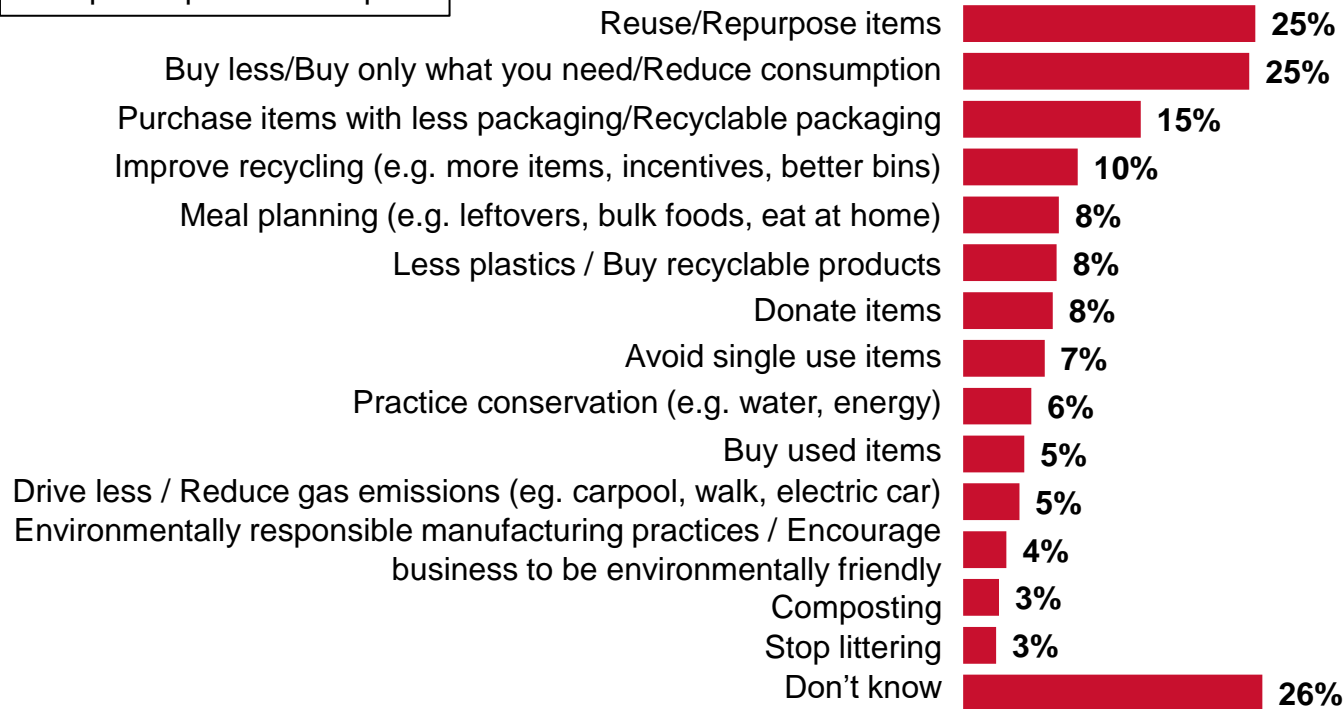 Reuse/Repurpose items 25%
Buy less/Buy only what you need/Reduce consumption 25%
Purchase items with less packaging/Recyclable packaging 15%
Improve recycling (e.g. more items, incentives, better bins) 10%
Meal planning (e.g. leftovers, bulk foods, eat at home) 8%
Less plastics / Buy recyclable products 8%
Donate items 8%
Avoid single use items 7%
Practice conservation (e.g. water, energy) 6%
Buy used items 5%
Drive less / Reduce gas emissions (eg. carpool, walk, electric car) 5%
Environmentally responsible manufacturing practices / Encourage
business to be environmentally friendly 4%
Composting 3%
Stop littering 3%
Don’t know 26%